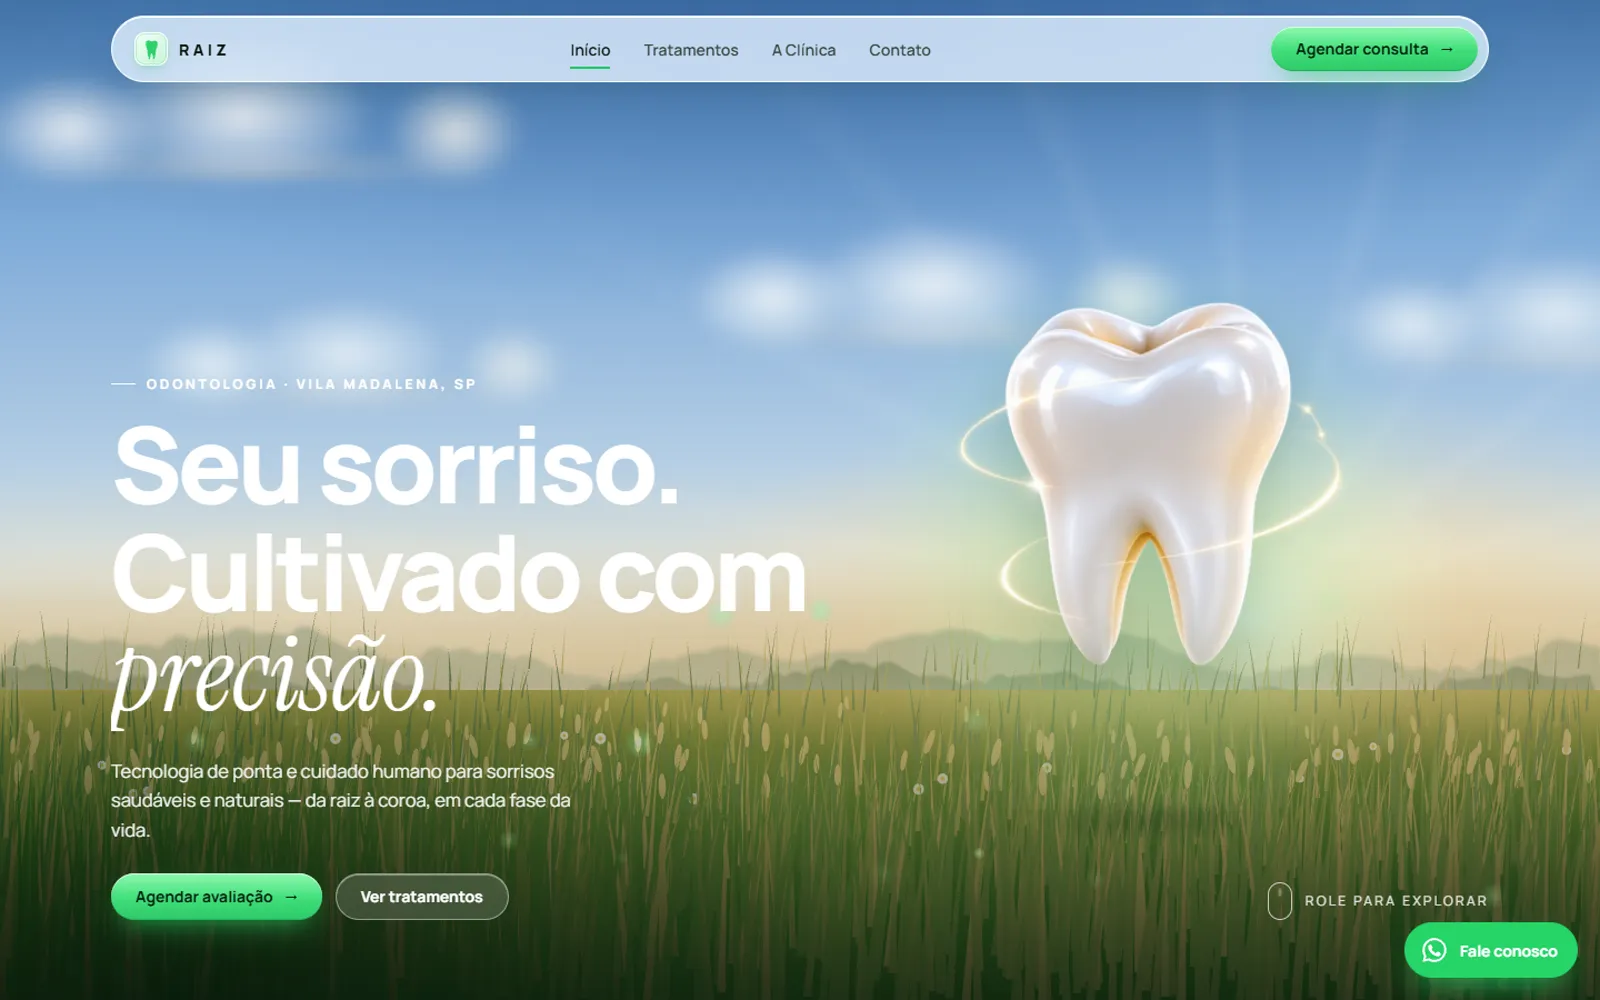 RAIZ
Início
Tratamentos
A Clínica
Contato
Agendar consulta →
ODONTOLOGIA · VILA MADALENA, SP
Seu sorriso.
Cultivado com
precisão.
Tecnologia de ponta e cuidado humano para sorrisos
saudáveis e naturais — da raiz à coroa, em cada fase da
vida.
Agendar avaliação →
Ver tratamentos
ROLE PARA EXPLORAR
Fale conosco